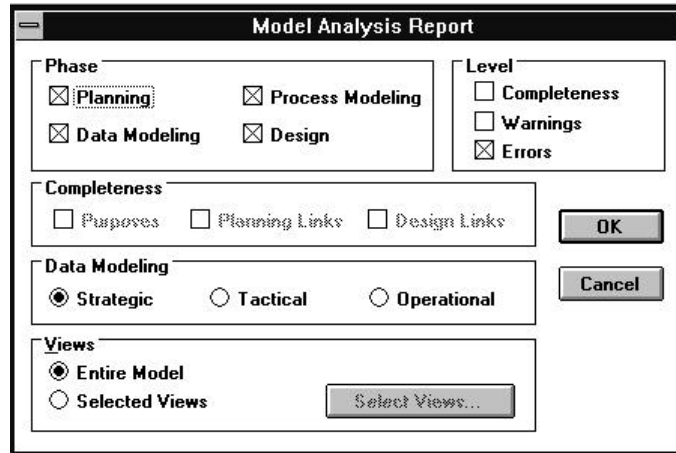 Model Analysis Report
Phase
Planning
Process Modeling
Data Modeling
Design
Level
Completeness
Warnings
Errors
Completeness
Purposes
Planning Links
Design Links
OK
Data Modeling
Strategic
Tactical
Operational
Cancel
Views
Entire Model
Selected Views
Select Views...